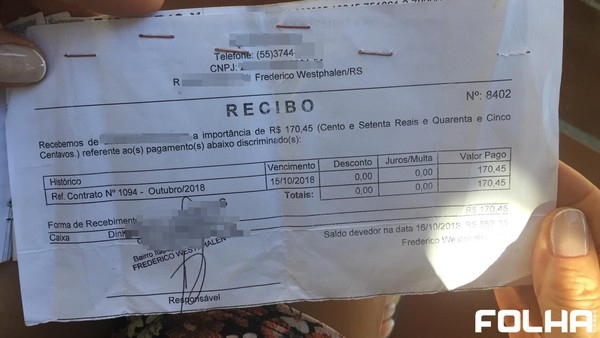 Telefone: (55)3744
CNPJ:
R Frederico Westphalen/RS
RECIBO
Nº: 8402
Recebemos de a importância de R$ 170,45 (Cento e Setenta Reais e Quarenta e Cinco
Centavos.) referente ao(s) pagamento(s) abaixo discriminado(s):
Histórico Vencimento Desconto Juros/Multa Valor Pago
Ref. Contrato Nº 1094 - Outubro/2018 15/10/2018 0,00 0,00 170,45
Totais: 0,00 0,00 170,45
Forma de Recebimento
Caixa R$ 170,45
Saldo devedor na data 16/10/2018
Bairro
FREDERICO WESTPHALEN
Frederico
Responsável
FOLHA